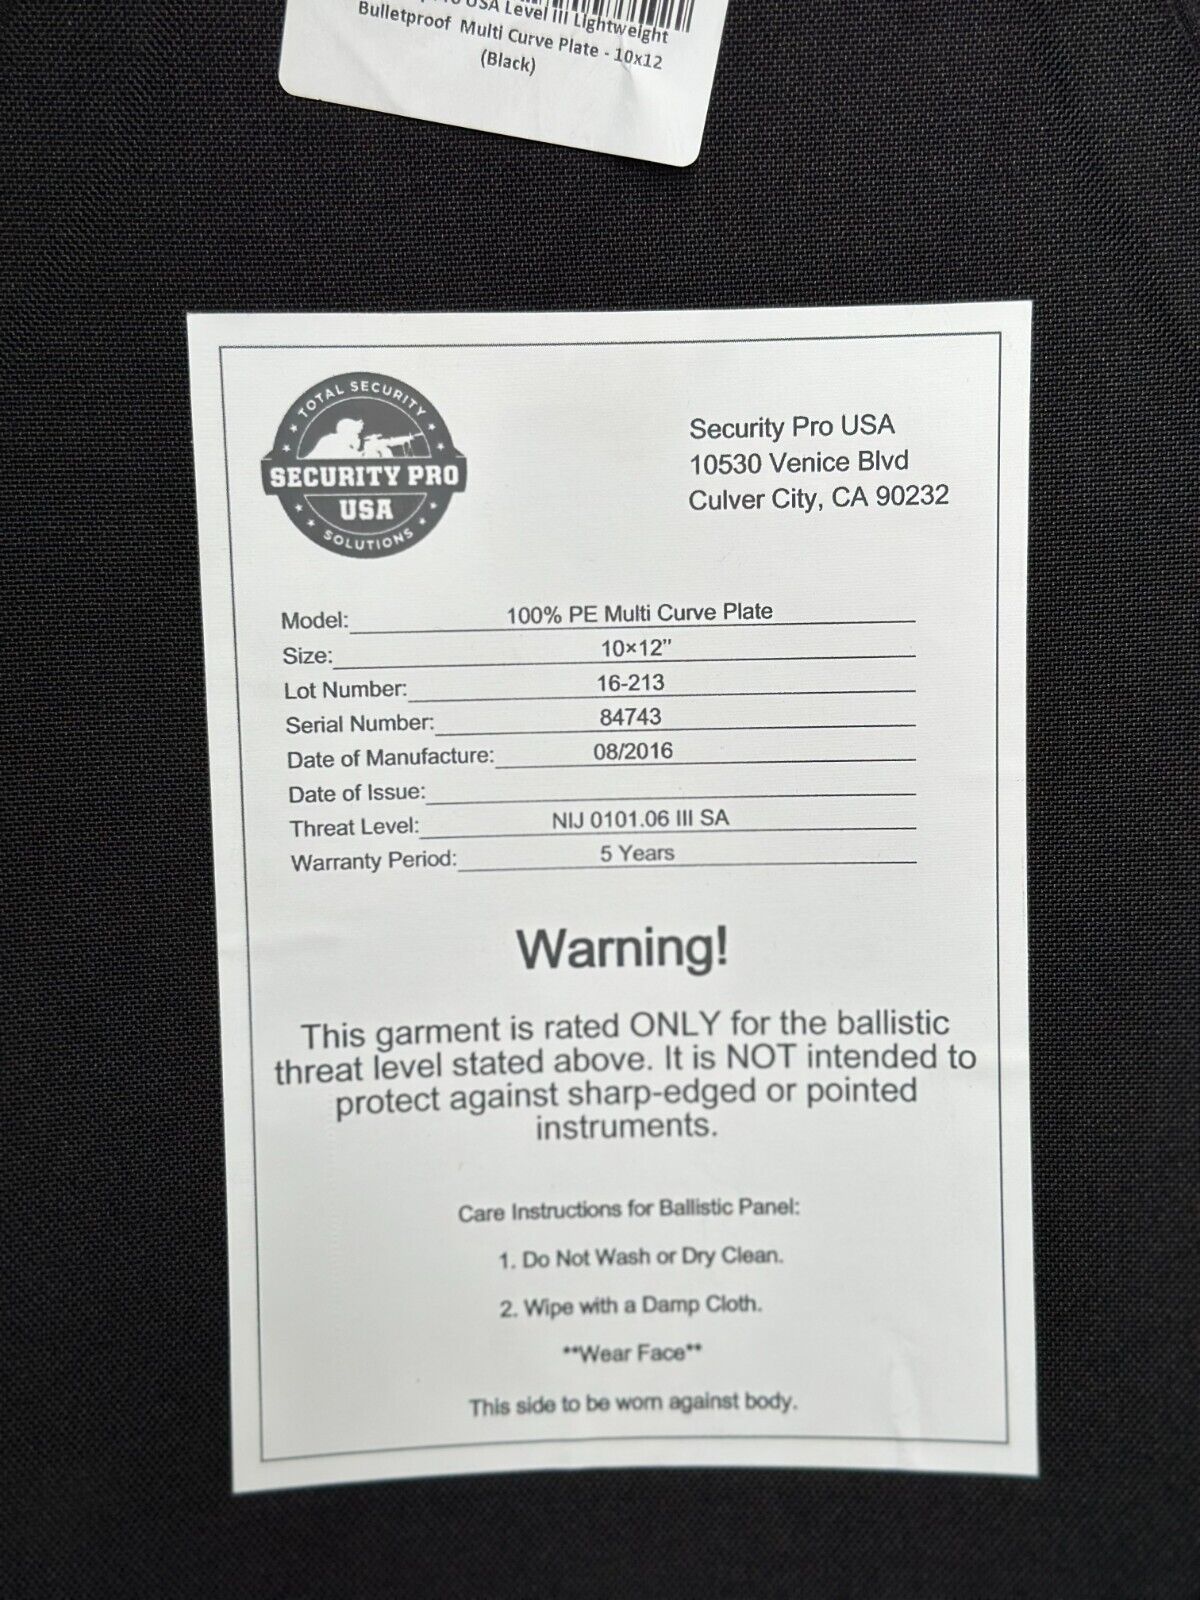 USA Level III Lightweight
Bulletproof Multi Curve Plate - 10x12
(Black)
TOTAL SECURITY
SECURITY PRO
USA
SOLUTIONS
Security Pro USA
10530 Venice Blvd
Culver City, CA 90232
Model: 100% PE Multi Curve Plate
Size: 10×12”
Lot Number: 16-213
Serial Number: 84743
Date of Manufacture: 08/2016
Date of Issue:
Threat Level: NIJ 0101.06 III SA
Warranty Period: 5 Years
Warning!
This garment is rated ONLY for the ballistic
threat level stated above. It is NOT intended to
protect against sharp-edged or pointed
instruments.
Care Instructions for Ballistic Panel:
1. Do Not Wash or Dry Clean.
2. Wipe with a Damp Cloth.
**Wear Face**
This side to be worn against body.